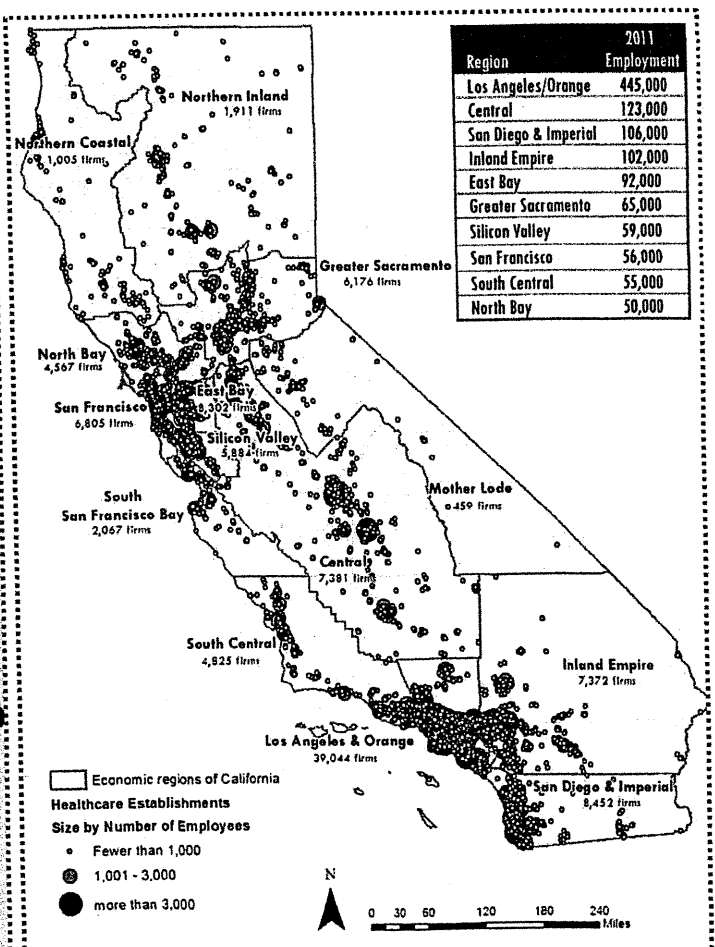 2011
Region Employment
Los Angeles/Orange 445,000
Central 123,000
San Diego & Imperial 106,000
Inland Empire 102,000
East Bay 92,000
Greater Sacramento 65,000
Silicon Valley 59,000
San Francisco 56,000
South Central 55,000
North Bay 50,000
Northern Inland
1,911 firms
Northern Coastal
1,005 firms
Greater Sacramento
6,176 firms
North Bay
4,567 firms
East Bay
8,302 firms
San Francisco
6,805 firms
Silicon Valley
5,884 firms
South
San Francisco Bay
2,067 firms
Mother Lode
459 firms
Central
7,381 firms
South Central
4,825 firms
Inland Empire
7,372 firms
Los Angeles & Orange
39,044 firms
San Diego & Imperial
8,452 firms
Economic regions of California
Healthcare Establishments
Size by Number of Employees
Fewer than 1,000
1,001 - 3,000
more than 3,000
N
0 30 60 120 180 240
Miles